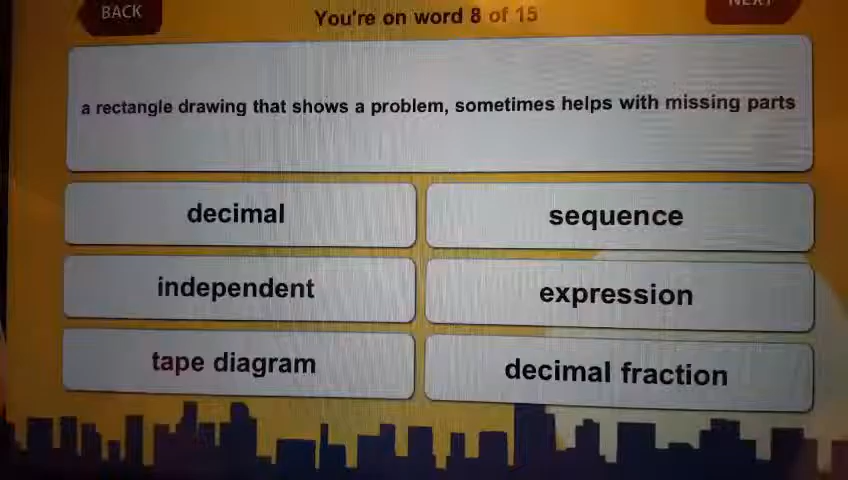 BACK
You're on word 8 of 15
NEXT
a rectangle drawing that shows a problem, sometimes helps with missing parts
decimal
sequence
independent
expression
tape diagram
decimal fraction